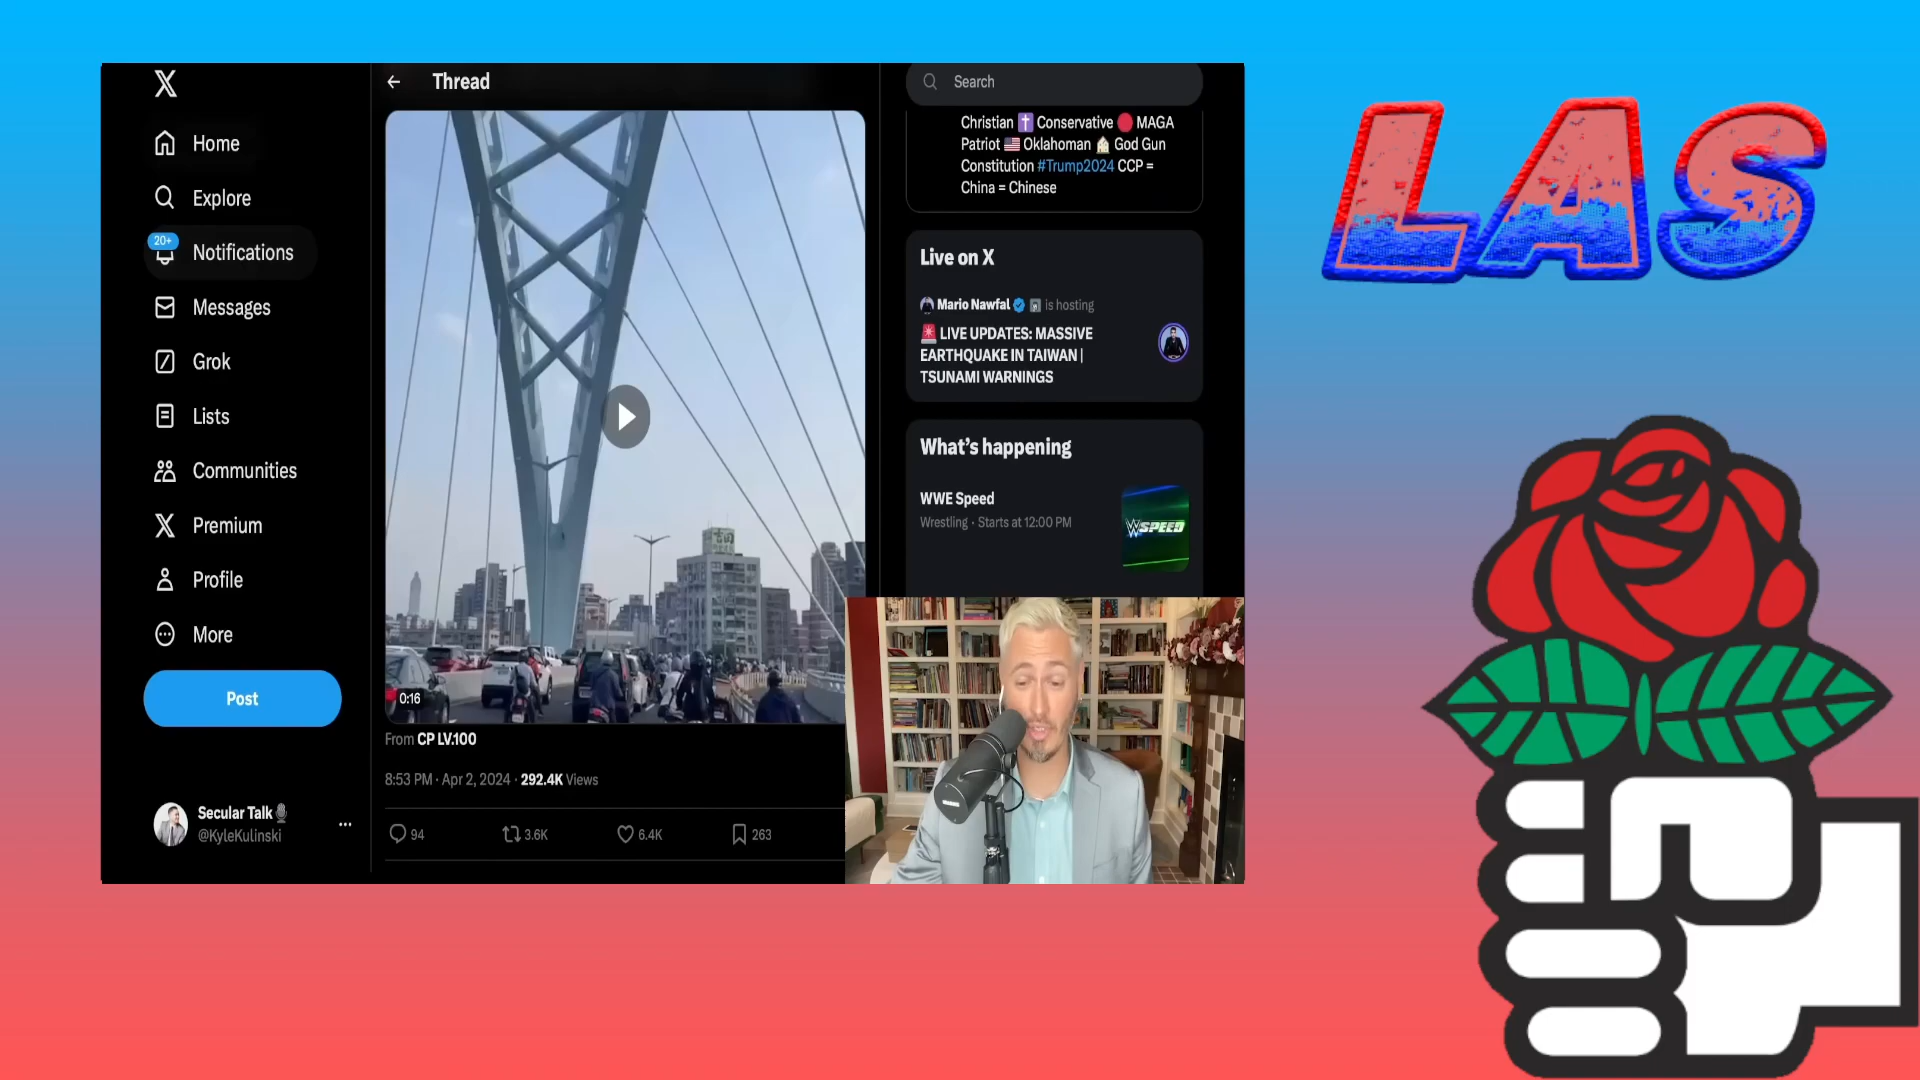 LAS
Home
Explore
20+
Notifications
Messages
Grok
Lists
Communities
Premium
Profile
More
Post
Secular Talk🎙️
@KyleKulinski
...
Thread
0:16
From CP LV.100
8:53 PM · Apr 2, 2024 · 292.4K Views
94
3.6K
6.4K
263
Search
Christian ✝️ Conservative 🔴 MAGA
Patriot 🇺🇸 Oklahoman 🏠 God Gun
Constitution #Trump2024 CCP =
China = Chinese
Live on X
Mario Nawfal is hosting
🚨 LIVE UPDATES: MASSIVE
EARTHQUAKE IN TAIWAN |
TSUNAMI WARNINGS
What's happening
WWE Speed
Wrestling · Starts at 12:00 PM
SPEED